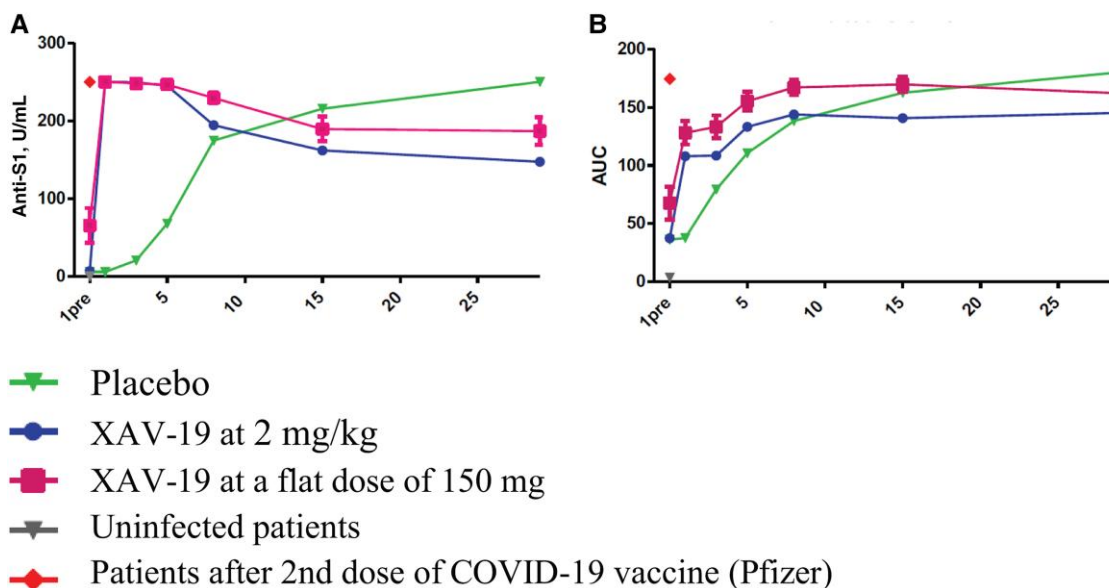 A
B
300
200
100
0
Anti-S1, U/mL
1pre
5
10
15
20
25
200
150
100
50
0
AUC
1pre
5
10
15
20
25
Placebo
XAV-19 at 2 mg/kg
XAV-19 at a flat dose of 150 mg
Uninfected patients
Patients after 2nd dose of COVID-19 vaccine (Pfizer)